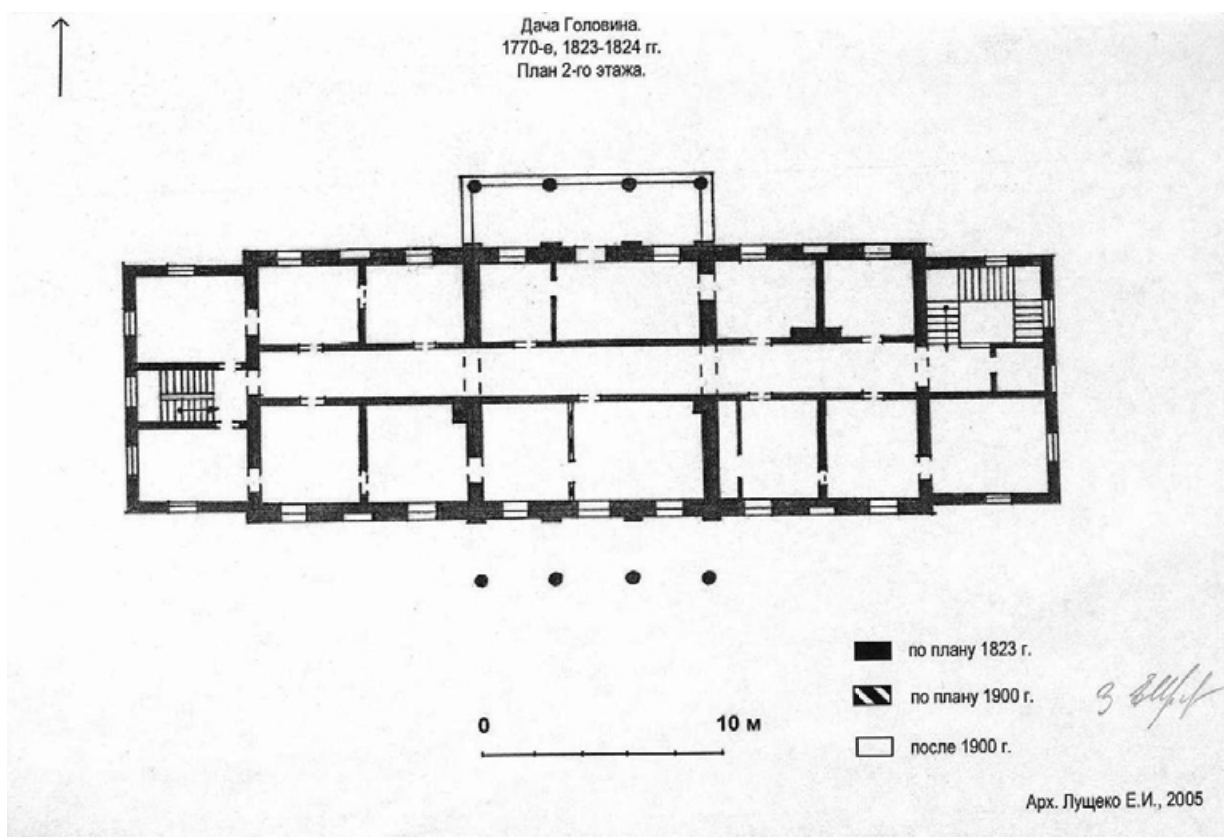 Дача Головина.
1770-е, 1823-1824 гг.
План 2-го этажа.
по плану 1823 г.
по плану 1900 г.
после 1900 г.
0 10 м
Арх. Лущеко Е.И., 2005